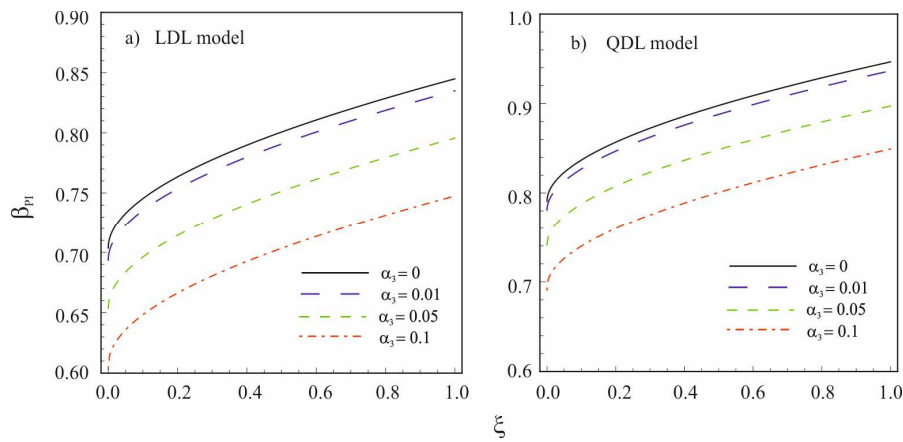 a) LDL model
0.90
0.85
0.80
0.75
0.70
0.65
0.60
β_PI
α₃ = 0
α₃ = 0.01
α₃ = 0.05
α₃ = 0.1
0.0 0.2 0.4 0.6 0.8 1.0
b) QDL model
1.0
0.9
0.8
0.7
0.6
α₃ = 0
α₃ = 0.01
α₃ = 0.05
α₃ = 0.1
0.0 0.2 0.4 0.6 0.8 1.0
ξ